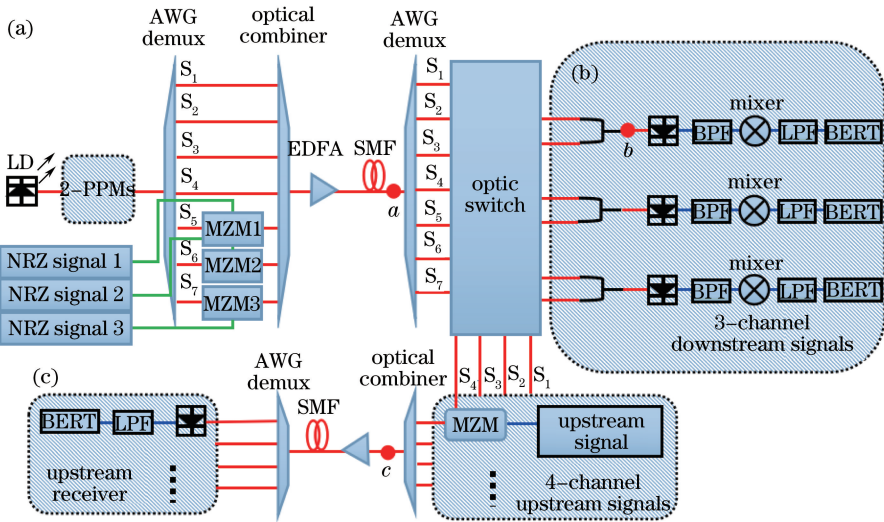 (a)
AWG
demux
optical
combiner
AWG
demux
S1
S2
S3
S4
S5
S6
S7
LD
2-PPMs
EDFA
SMF
a
MZM1
MZM2
MZM3
NRZ signal 1
NRZ signal 2
NRZ signal 3
S1
S2
S3
S4
S5
S6
S7
optic
switch
(b)
mixer
BPF
LPF
BERT
b
mixer
BPF
LPF
BERT
mixer
BPF
LPF
BERT
3-channel
downstream signals
S4
S3
S2
S1
(c)
AWG
demux
optical
combiner
SMF
c
BERT
LPF
upstream
receiver
MZM
upstream
signal
4-channel
upstream signals